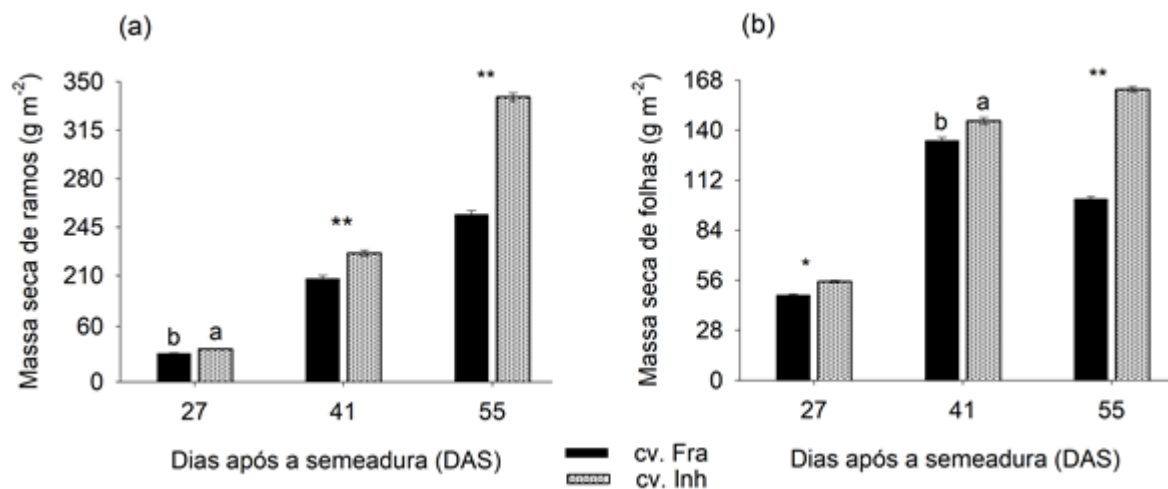 (a)
Massa seca de ramos (g m⁻²)
350
315
280
245
210
60
0
b
a
**
**
27
41
55
Dias após a semeadura (DAS)
(b)
Massa seca de folhas (g m⁻²)
168
140
112
84
56
28
0
*
b
a
**
27
41
55
Dias após a semeadura (DAS)
cv. Fra
cv. Inh